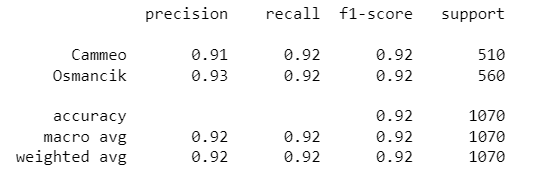 precision recall f1-score support
Cammeo 0.91 0.92 0.92 510
Osmancik 0.93 0.92 0.92 560
accuracy 0.92 1070
macro avg 0.92 0.92 0.92 1070
weighted avg 0.92 0.92 0.92 1070